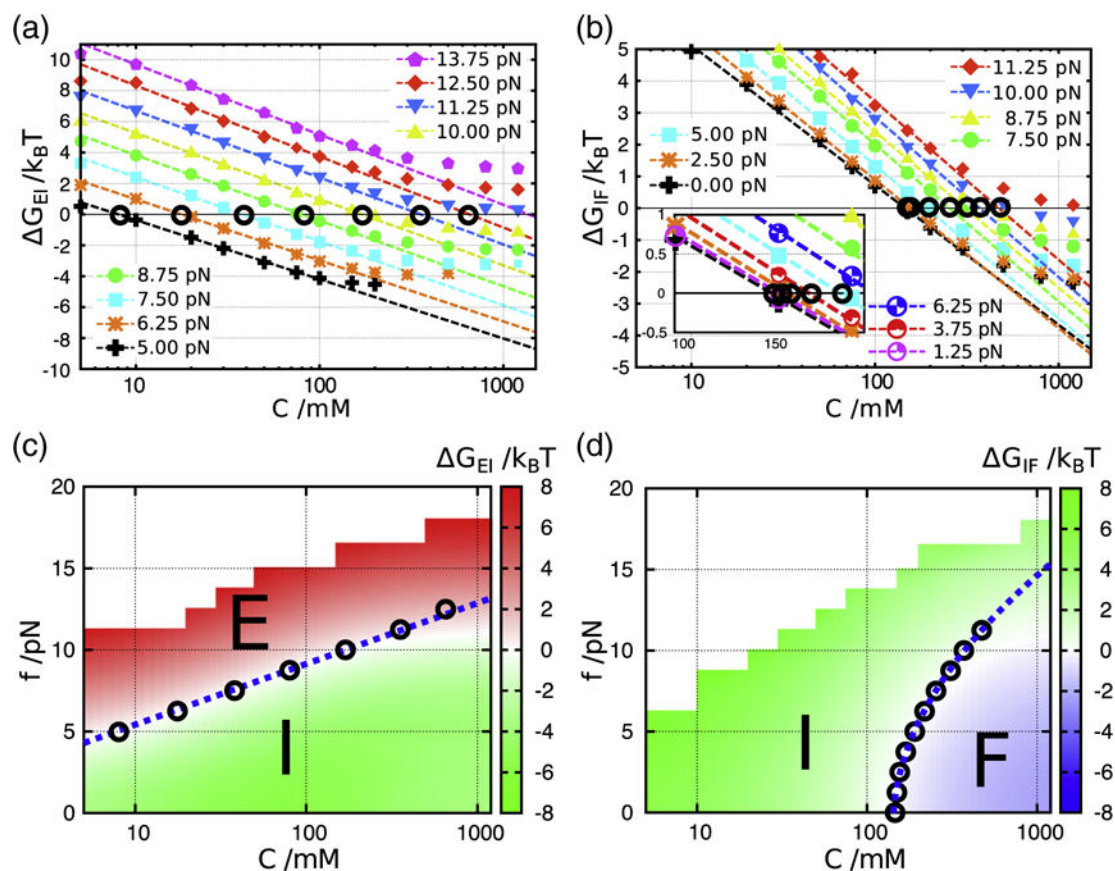 (a)
ΔG_EI /k_BT
10
8
6
4
2
0
-2
-4
-6
-8
-10
13.75 pN
12.50 pN
11.25 pN
10.00 pN
8.75 pN
7.50 pN
6.25 pN
5.00 pN
10
100
1000
C /mM
(b)
ΔG_IF /k_BT
5
4
3
2
1
0
-1
-2
-3
-4
-5
11.25 pN
10.00 pN
8.75 pN
7.50 pN
5.00 pN
2.50 pN
0.00 pN
1
0.5
0
-0.5
100
150
6.25 pN
3.75 pN
1.25 pN
10
100
1000
C /mM
(c)
ΔG_EI /k_BT
f /pN
20
15
10
5
0
E
I
10
100
1000
C /mM
8
6
4
2
0
-2
-4
-6
-8
(d)
ΔG_IF /k_BT
f /pN
20
15
10
5
0
I
F
10
100
1000
C /mM
8
6
4
2
0
-2
-4
-6
-8